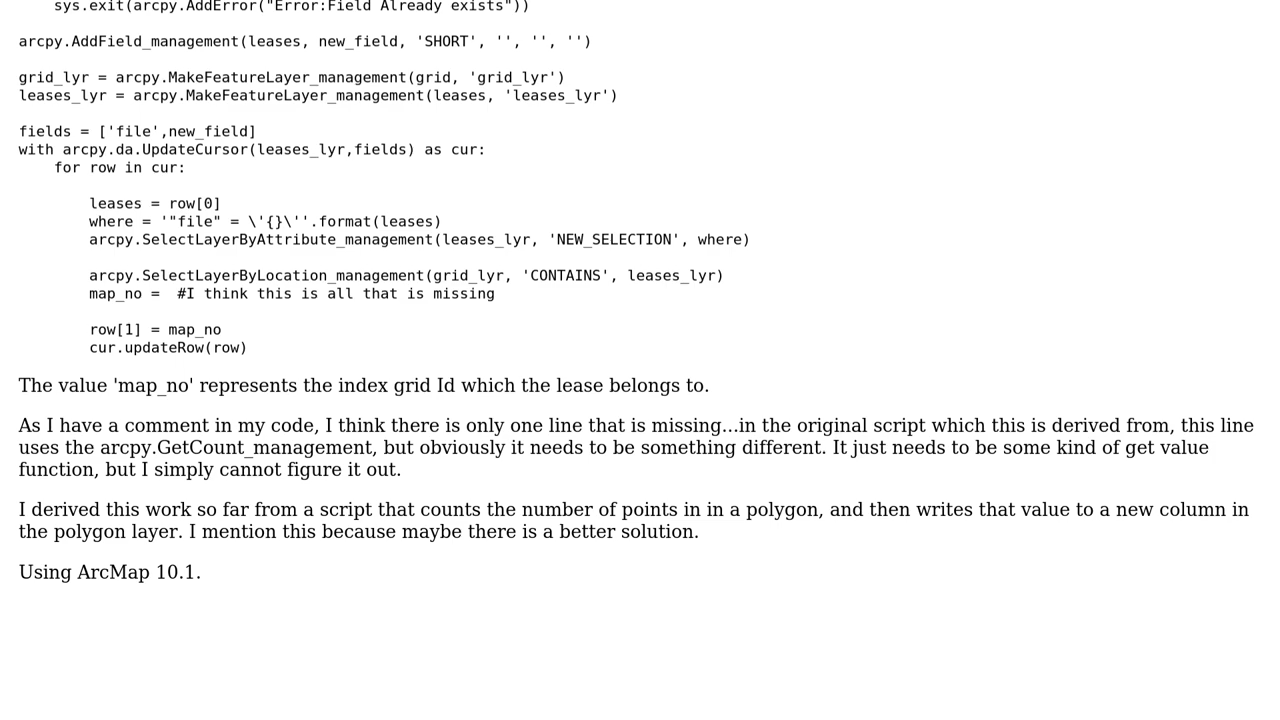 sys.exit(arcpy.AddError("Error:Field Already exists"))

arcpy.AddField_management(leases, new_field, 'SHORT', '', '', '')

grid_lyr = arcpy.MakeFeatureLayer_management(grid, 'grid_lyr')
leases_lyr = arcpy.MakeFeatureLayer_management(leases, 'leases_lyr')

fields = ['file',new_field]
with arcpy.da.UpdateCursor(leases_lyr,fields) as cur:
    for row in cur:

        leases = row[0]
        where = '"file" = \'{}\''.format(leases)
        arcpy.SelectLayerByAttribute_management(leases_lyr, 'NEW_SELECTION', where)

        arcpy.SelectLayerByLocation_management(grid_lyr, 'CONTAINS', leases_lyr)
        map_no =  #I think this is all that is missing

        row[1] = map_no
        cur.updateRow(row)

The value 'map_no' represents the index grid Id which the lease belongs to.

As I have a comment in my code, I think there is only one line that is missing...in the original script which this is derived from, this line
uses the arcpy.GetCount_management, but obviously it needs to be something different. It just needs to be some kind of get value
function, but I simply cannot figure it out.

I derived this work so far from a script that counts the number of points in in a polygon, and then writes that value to a new column in
the polygon layer. I mention this because maybe there is a better solution.

Using ArcMap 10.1.